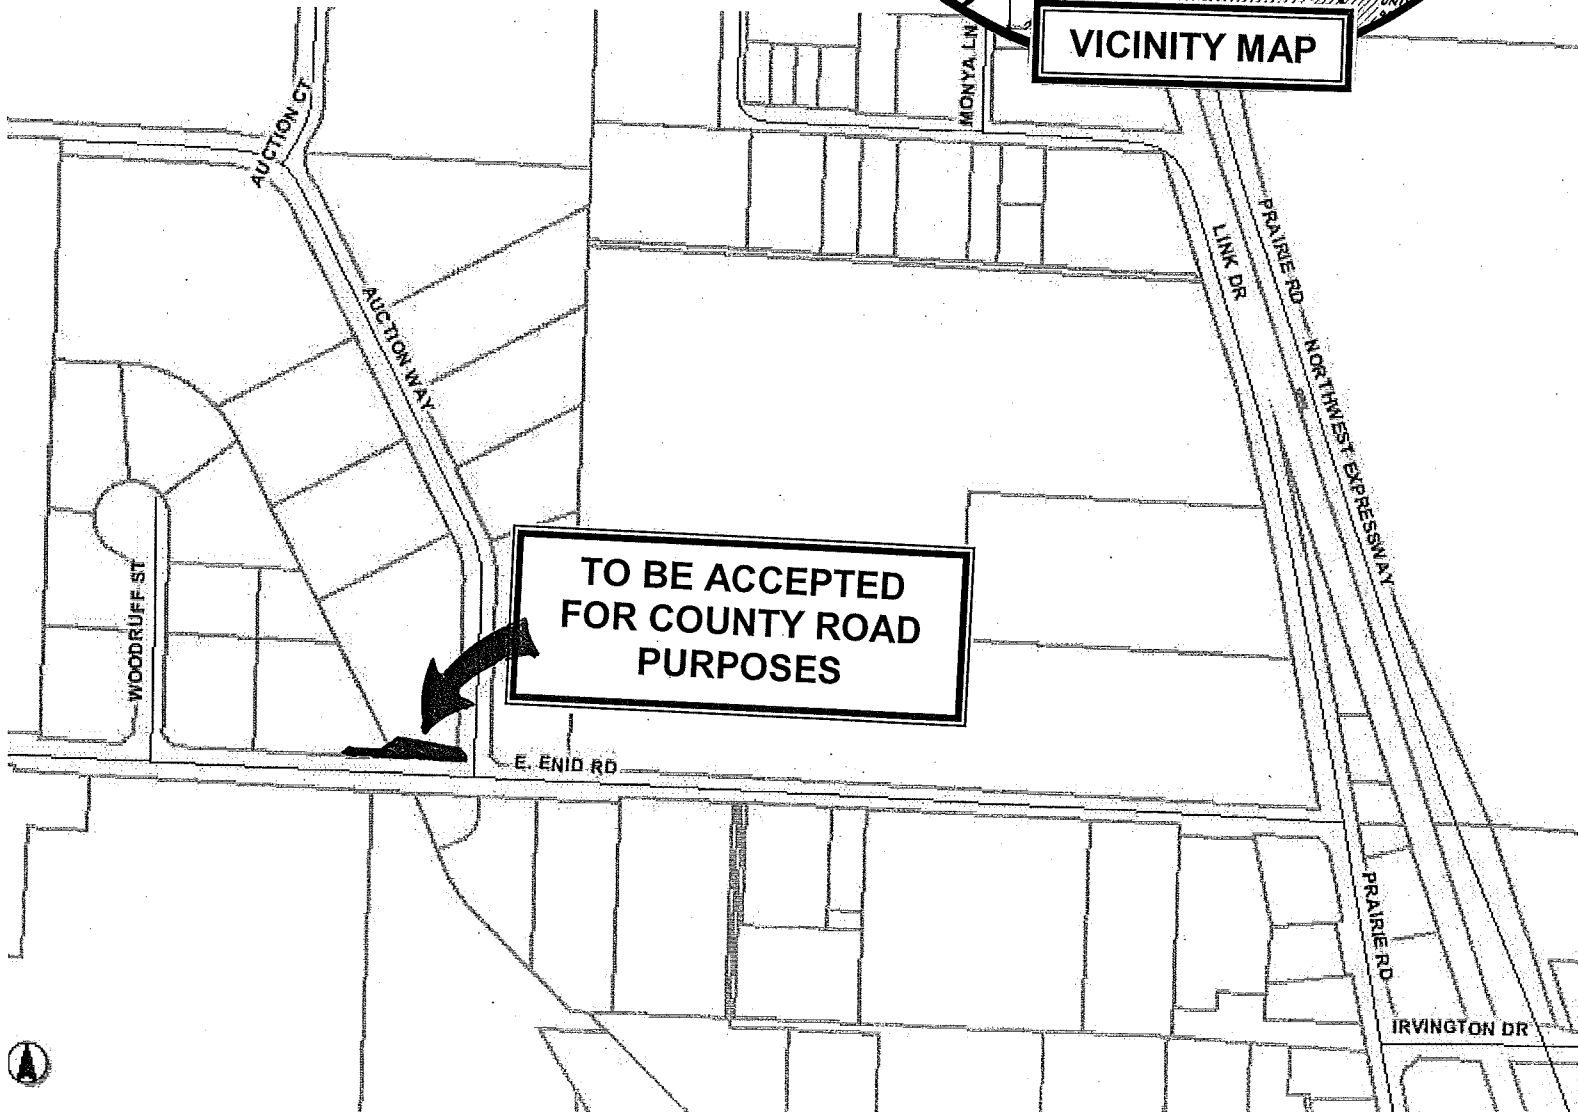 VICINITY MAP
MONYA LN
AUCTION CT
PRAIRIE RD
LINK DR
AUCTION WAY
NORTHWEST EXPRESSWAY
TO BE ACCEPTED
FOR COUNTY ROAD
PURPOSES
WOODRUFF ST
E. ENID RD
PRAIRIE RD
IRVINGTON DR